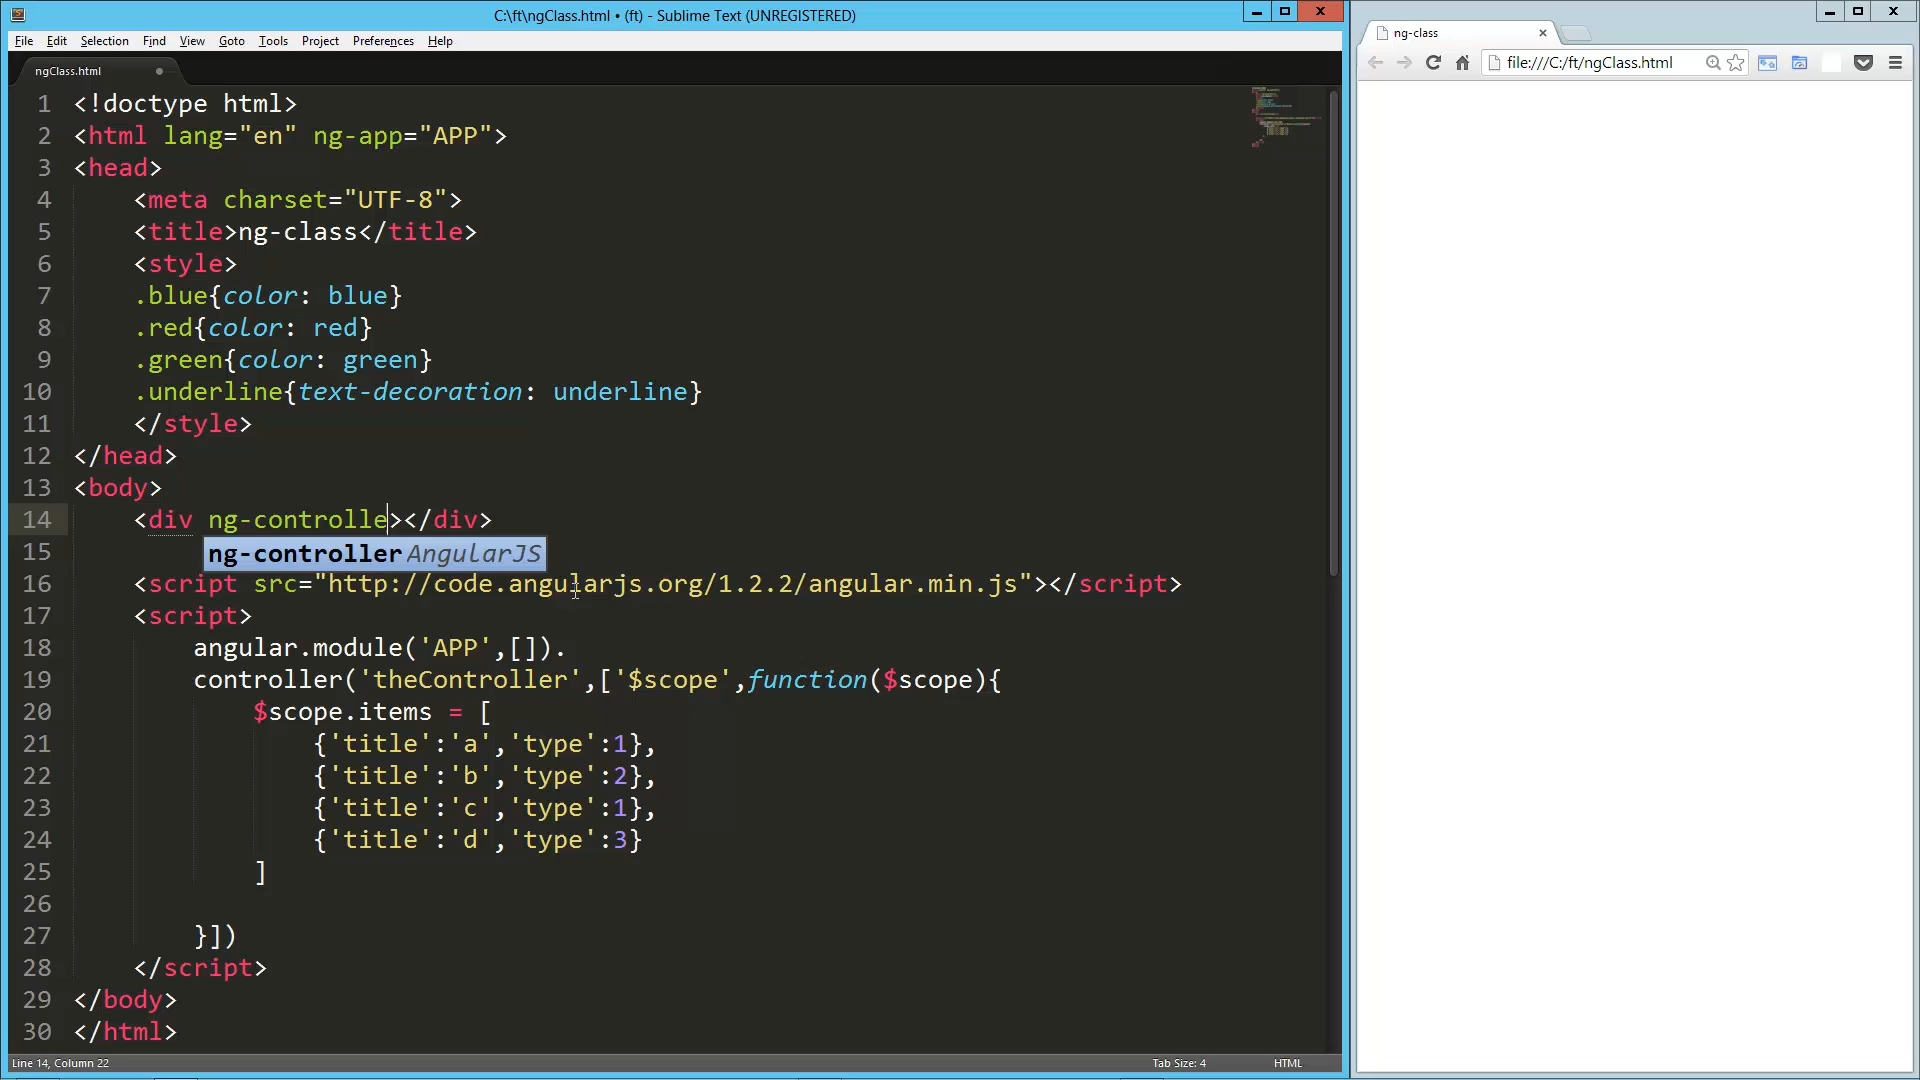 C:\ft\ngClass.html • (ft) - Sublime Text (UNREGISTERED)
File Edit Selection Find View Goto Tools Project Preferences Help
ngClass.html
1 <!doctype html>
2 <html lang="en" ng-app="APP">
3 <head>
4 <meta charset="UTF-8">
5 <title>ng-class</title>
6 <style>
7 .blue{color: blue}
8 .red{color: red}
9 .green{color: green}
10 .underline{text-decoration: underline}
11 </style>
12 </head>
13 <body>
14 <div ng-controlle></div>
15 ng-controller AngularJS
16 <script src="http://code.angularjs.org/1.2.2/angular.min.js"></script>
17 <script>
18 angular.module('APP',[]).
19 controller('theController',['$scope',function($scope){
20 $scope.items = [
21 {'title':'a','type':1},
22 {'title':'b','type':2},
23 {'title':'c','type':1},
24 {'title':'d','type':3}
25 ]
26
27 }])
28 </script>
29 </body>
30 </html>
Line 14, Column 22
Tab Size: 4
HTML
ng-class
file:///C:/ft/ngClass.html